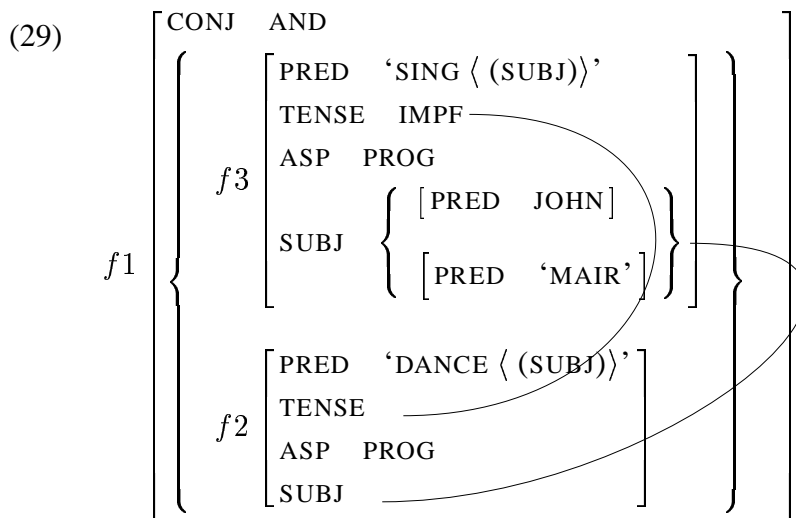 (29)
CONJ AND
PRED ‘SING ⟨ (SUBJ)⟩’
TENSE IMPF
ASP PROG
f3
[PRED JOHN]
SUBJ
f1
[PRED ‘MAIR’]
PRED ‘DANCE ⟨ (SUBJ)⟩’
TENSE
f2
ASP PROG
SUBJ